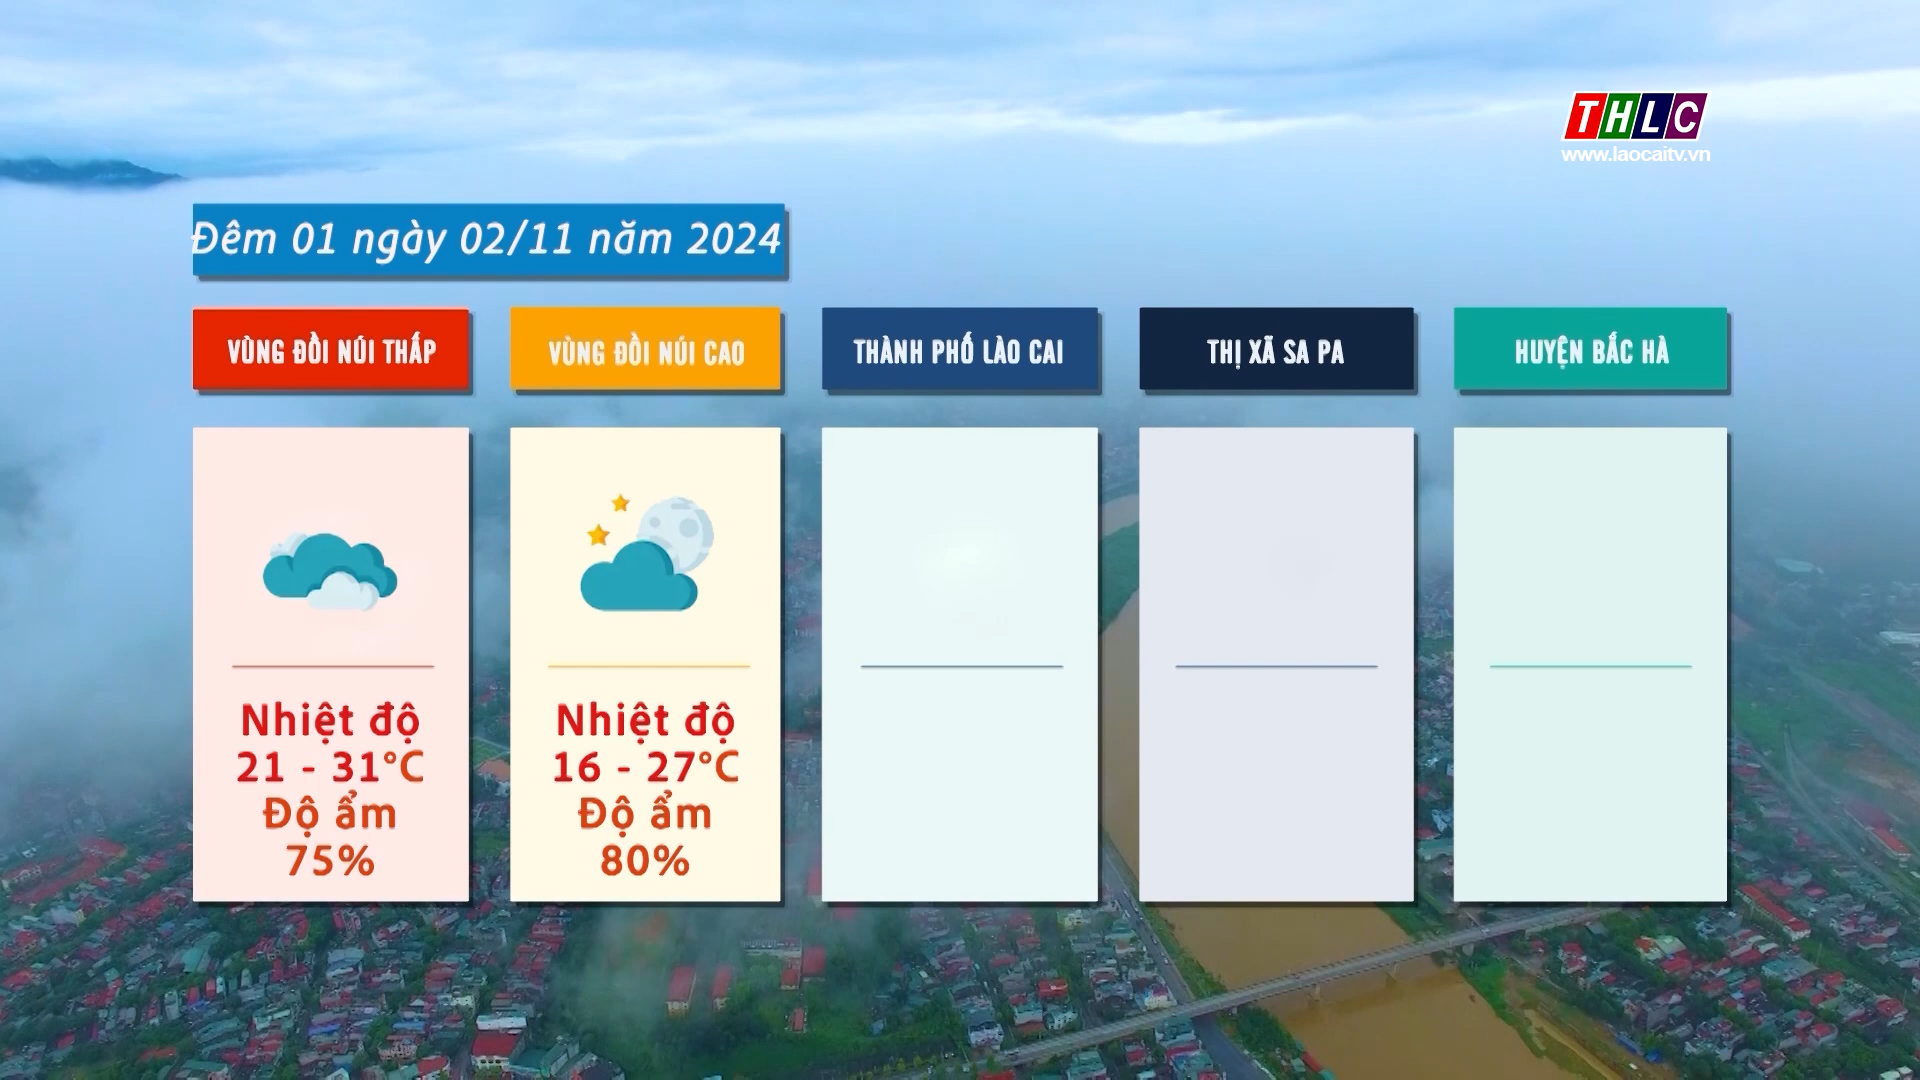 THLC
www.laocaitv.vn
Đêm 01 ngày 02/11 năm 2024
VÙNG ĐỒI NÚI THẤP
VÙNG ĐỒI NÚI CAO
THÀNH PHỐ LÀO CAI
THỊ XÃ SA PA
HUYỆN BẮC HÀ
Nhiệt độ
21 - 31°C
Độ ẩm
75%
Nhiệt độ
16 - 27°C
Độ ẩm
80%